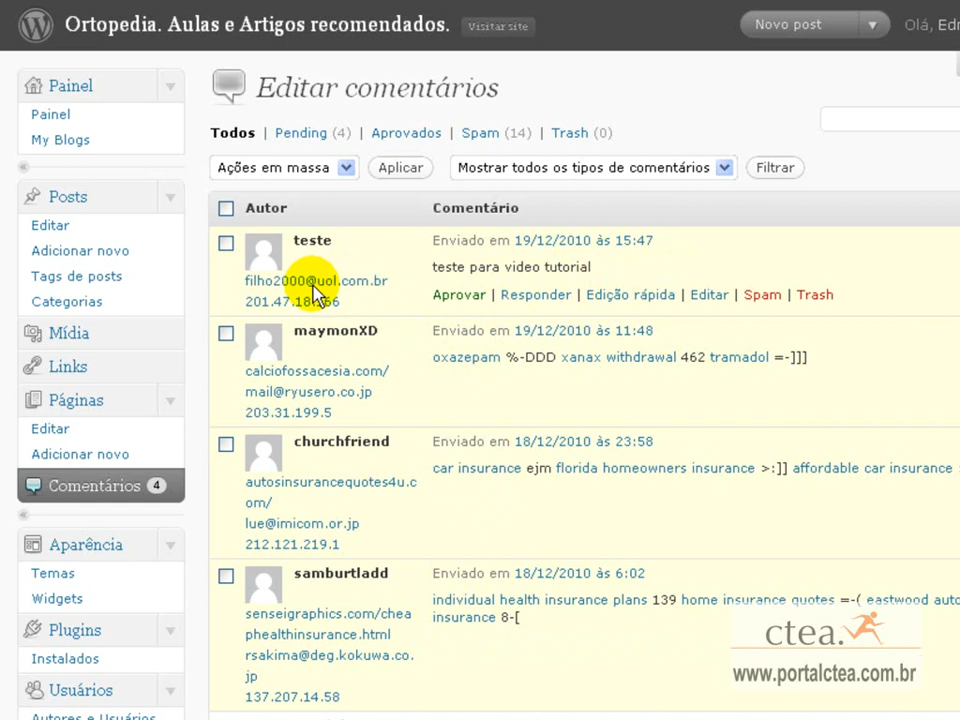 Ortopedia. Aulas e Artigos recomendados. Visitar site Novo post Olá,
Painel
Painel
My Blogs
Posts
Editar
Adicionar novo
Tags de posts
Categorias
Mídia
Links
Páginas
Editar
Adicionar novo
Comentários 4
Aparência
Temas
Widgets
Plugins
Instalados
Usuários
Autores e Usuários
Editar comentários
Todos | Pending (4) | Aprovados | Spam (14) | Trash (0)
Ações em massa Aplicar Mostrar todos os tipos de comentários Filtrar
Autor Comentário
teste
filho2000@uol.com.br
Enviado em 19/12/2010 às 15:47
teste para video tutorial
Aprovar | Responder | Edição rápida | Editar | Spam | Trash
maymonXD
calciofossacesia.com/
mail@ryusero.co.jp
203.31.199.5
Enviado em 19/12/2010 às 11:48
oxazepam %-DDD xanax withdrawal 462 tramadol =-]]]
churchfriend
autosinsurancequotes4u.c
om/
lue@imicom.or.jp
212.121.219.1
Enviado em 18/12/2010 às 23:58
car insurance ejm florida homeowners insurance >:]] affordable car insurance
samburtladd
senseigraphics.com/chea
phealthinsurance.html
rsakima@deg.kokuwa.co.
jp
137.207.14.58
Enviado em 18/12/2010 às 6:02
individual health insurance plans 139 home insurance quotes =-( eastwood auto
insurance 8-[
ctea.
www.portalctea.com.br